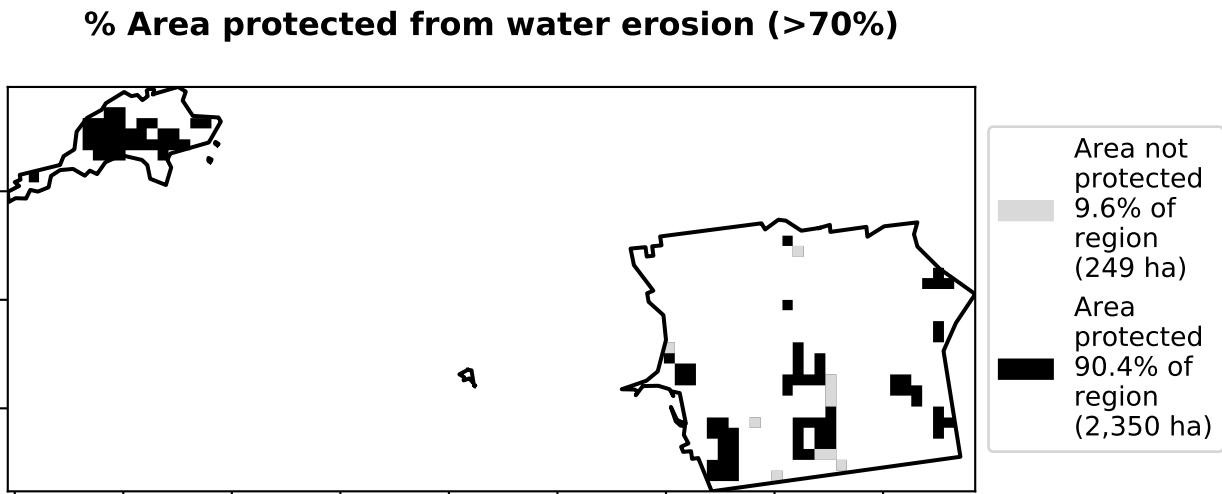 % Area protected from water erosion (>70%)
Area not
protected
9.6% of
region
(249 ha)
Area
protected
90.4% of
region
(2,350 ha)